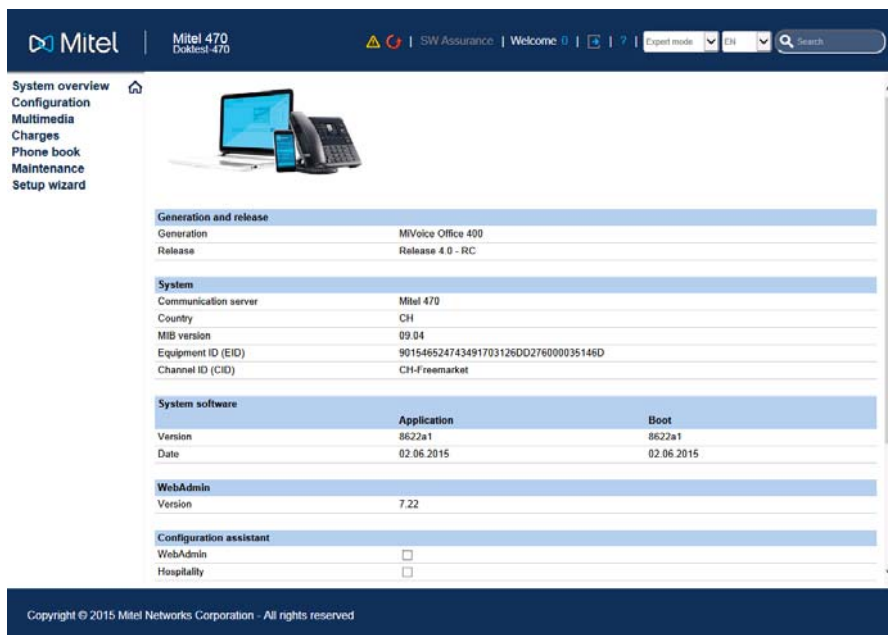 Mitel
Mitel 470
Doktest-470
SW Assurance | Welcome 0 | | ? | Expert mode EN Search
System overview
Configuration
Multimedia
Charges
Phone book
Maintenance
Setup wizard
Generation and release
Generation MiVoice Office 400
Release Release 4.0 - RC
System
Communication server Mitel 470
Country CH
MIB version 09.04
Equipment ID (EID) 901546524743491703126DD276000035146D
Channel ID (CID) CH-Freemarket
System software
Application Boot
Version 8622a1 8622a1
Date 02.06.2015 02.06.2015
WebAdmin
Version 7.22
Configuration assistant
WebAdmin
Hospitality
Copyright © 2015 Mitel Networks Corporation - All rights reserved